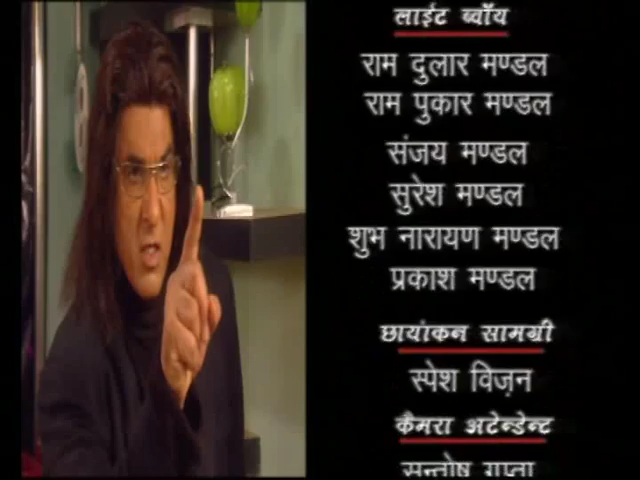 लाईट ब्वॉय
राम दुलार मण्डल
राम पुकार मण्डल
संजय मण्डल
सुरेश मण्डल
शुभ नारायण मण्डल
प्रकाश मण्डल
छायांकन सामग्री
स्पेश विज़न
कैमरा अटेन्डेन्ट
सन्तोष गुप्ता